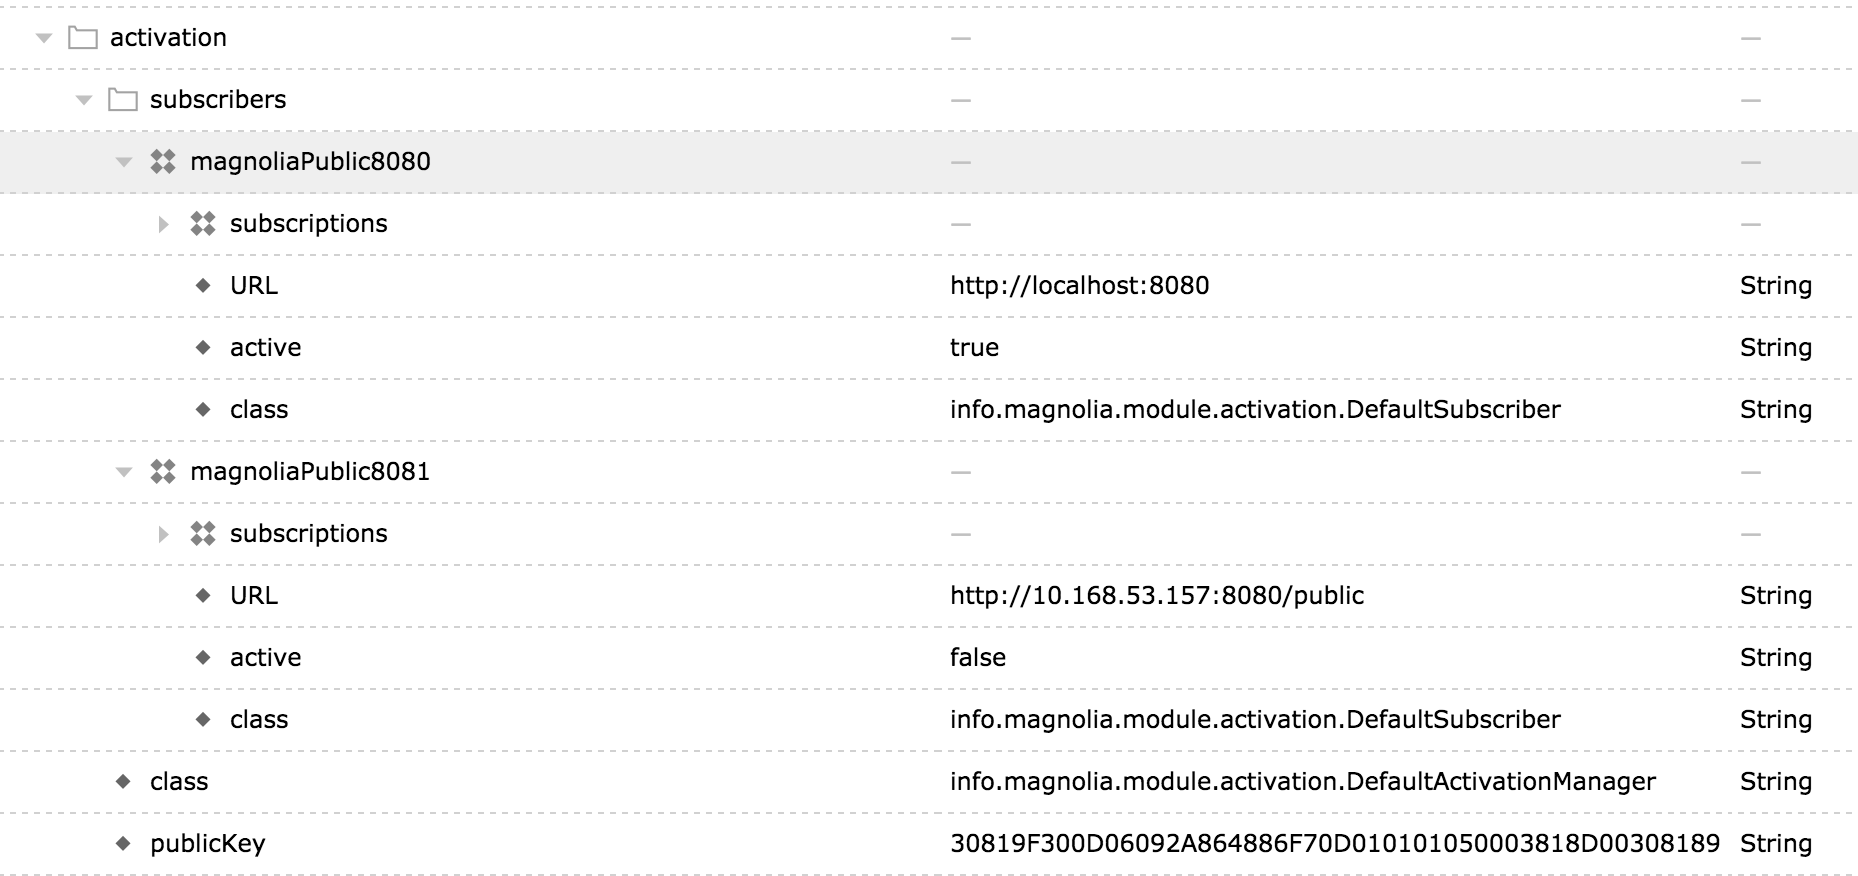 activation — —
subscribers — —
magnoliaPublic8080 — —
subscriptions — —
URL http://localhost:8080 String
active true String
class info.magnolia.module.activation.DefaultSubscriber String
magnoliaPublic8081 — —
subscriptions — —
URL http://10.168.53.157:8080/public String
active false String
class info.magnolia.module.activation.DefaultSubscriber String
class info.magnolia.module.activation.DefaultActivationManager String
publicKey 30819F300D06092A864886F70D010101050003818D00308189 String